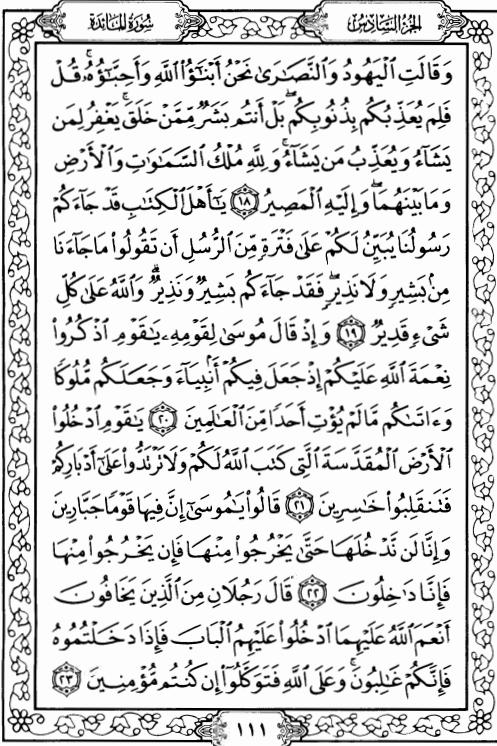 الجزء السادس
سورة المائدة
وَقَالَتِ ٱلۡيَهُودُ وَٱلنَّصَٰرَىٰ نَحۡنُ أَبۡنَٰٓؤُاْ ٱللَّهِ وَأَحِبَّٰٓؤُهُۥۚ قُلۡ
فَلِمَ يُعَذِّبُكُم بِذُنُوبِكُمۖ بَلۡ أَنتُم بَشَرٞ مِّمَّنۡ خَلَقَۚ يَغۡفِرُ لِمَن
يَشَآءُ وَيُعَذِّبُ مَن يَشَآءُۚ وَلِلَّهِ مُلۡكُ ٱلسَّمَٰوَٰتِ وَٱلۡأَرۡضِ
وَمَا بَيۡنَهُمَاۖ وَإِلَيۡهِ ٱلۡمَصِيرُ ١٨ يَٰٓأَهۡلَ ٱلۡكِتَٰبِ قَدۡ جَآءَكُمۡ
رَسُولُنَا يُبَيِّنُ لَكُمۡ عَلَىٰ فَتۡرَةٖ مِّنَ ٱلرُّسُلِ أَن تَقُولُواْ مَا جَآءَنَا
مِنۢ بَشِيرٖ وَلَا نَذِيرٖۖ فَقَدۡ جَآءَكُم بَشِيرٞ وَنَذِيرٞۗ وَٱللَّهُ عَلَىٰ كُلِّ
شَيۡءٖ قَدِيرٞ ١٩ وَإِذۡ قَالَ مُوسَىٰ لِقَوۡمِهِۦ يَٰقَوۡمِ ٱذۡكُرُواْ
نِعۡمَةَ ٱللَّهِ عَلَيۡكُمۡ إِذۡ جَعَلَ فِيكُمۡ أَنۢبِيَآءَ وَجَعَلَكُم مُّلُوكٗا
وَءَاتَىٰكُم مَّا لَمۡ يُؤۡتِ أَحَدٗا مِّنَ ٱلۡعَٰلَمِينَ ٢٠ يَٰقَوۡمِ ٱدۡخُلُواْ
ٱلۡأَرۡضَ ٱلۡمُقَدَّسَةَ ٱلَّتِي كَتَبَ ٱللَّهُ لَكُمۡ وَلَا تَرۡتَدُّواْ عَلَىٰٓ أَدۡبَارِكُمۡ
فَتَنقَلِبُواْ خَٰسِرِينَ ٢١ قَالُواْ يَٰمُوسَىٰٓ إِنَّ فِيهَا قَوۡمٗا جَبَّارِينَ
وَإِنَّا لَن نَّدۡخُلَهَا حَتَّىٰ يَخۡرُجُواْ مِنۡهَا فَإِن يَخۡرُجُواْ مِنۡهَا
فَإِنَّا دَٰخِلُونَ ٢٢ قَالَ رَجُلَانِ مِنَ ٱلَّذِينَ يَخَافُونَ
أَنۡعَمَ ٱللَّهُ عَلَيۡهِمَا ٱدۡخُلُواْ عَلَيۡهِمُ ٱلۡبَابَ فَإِذَا دَخَلۡتُمُوهُ
فَإِنَّكُمۡ غَٰلِبُونَۚ وَعَلَى ٱللَّهِ فَتَوَكَّلُوٓاْ إِن كُنتُم مُّؤۡمِنِينَ ٢٣
١١١